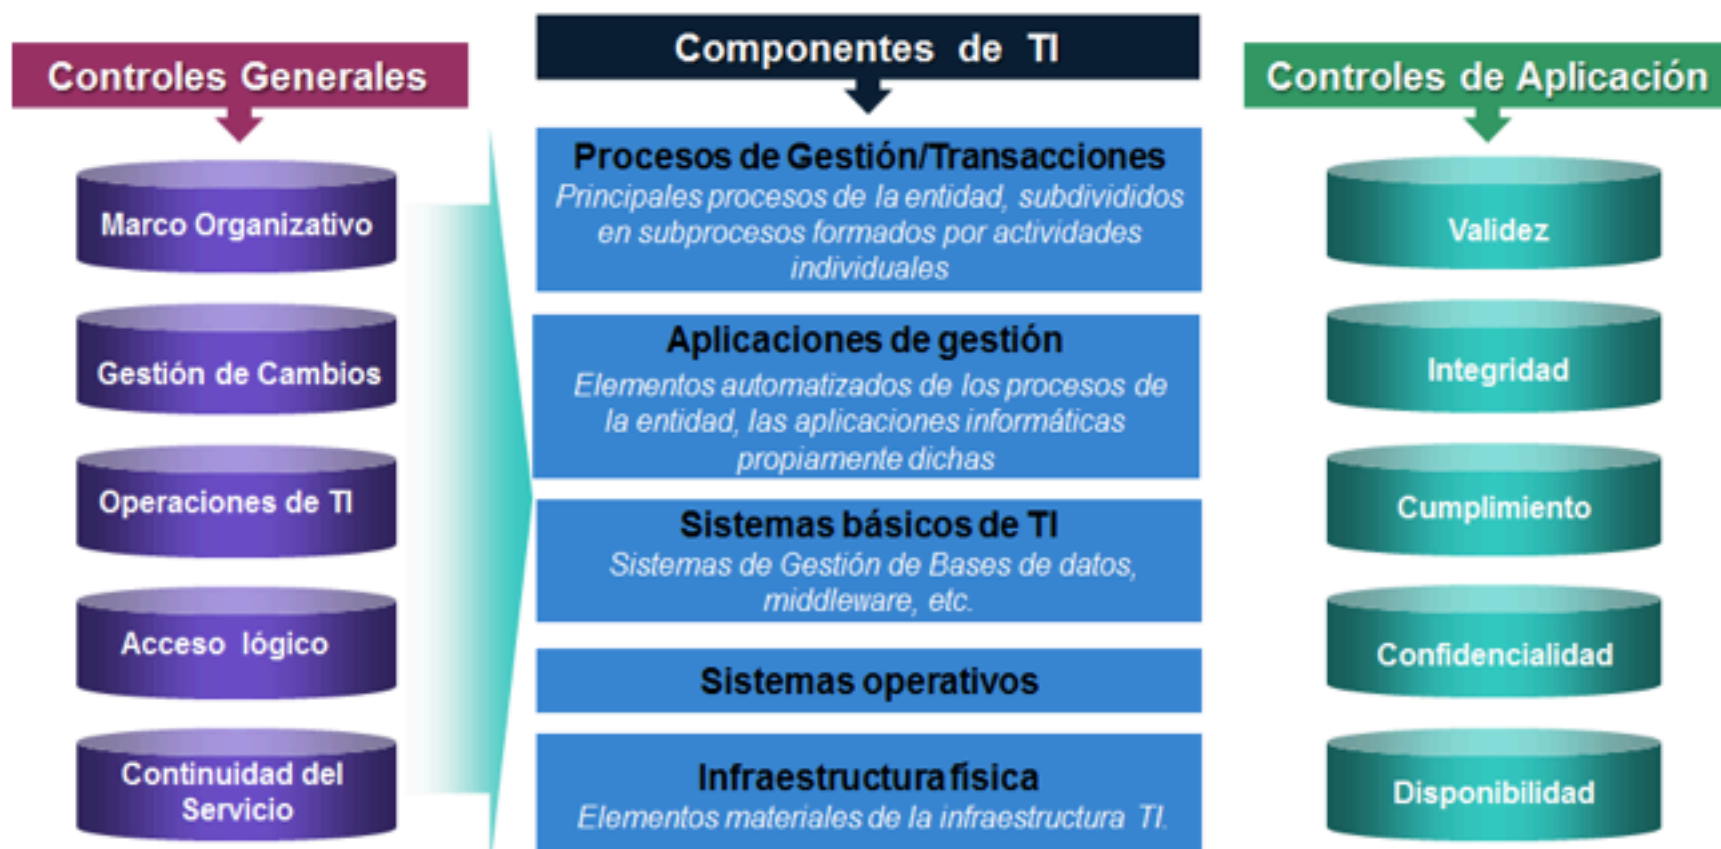 Controles Generales
Marco Organizativo
Gestión de Cambios
Operaciones de TI
Acceso lógico
Continuidad del
Servicio
Componentes de TI
Procesos de Gestión/Transacciones
Principales procesos de la entidad, subdivididos
en subprocesos formados por actividades
individuales
Aplicaciones de gestión
Elementos automatizados de los procesos de
la entidad, las aplicaciones informáticas
propiamente dichas
Sistemas básicos de TI
Sistemas de Gestión de Bases de datos,
middleware, etc.
Sistemas operativos
Infraestructura física
Elementos materiales de la infraestructura TI.
Controles de Aplicación
Validez
Integridad
Cumplimiento
Confidencialidad
Disponibilidad